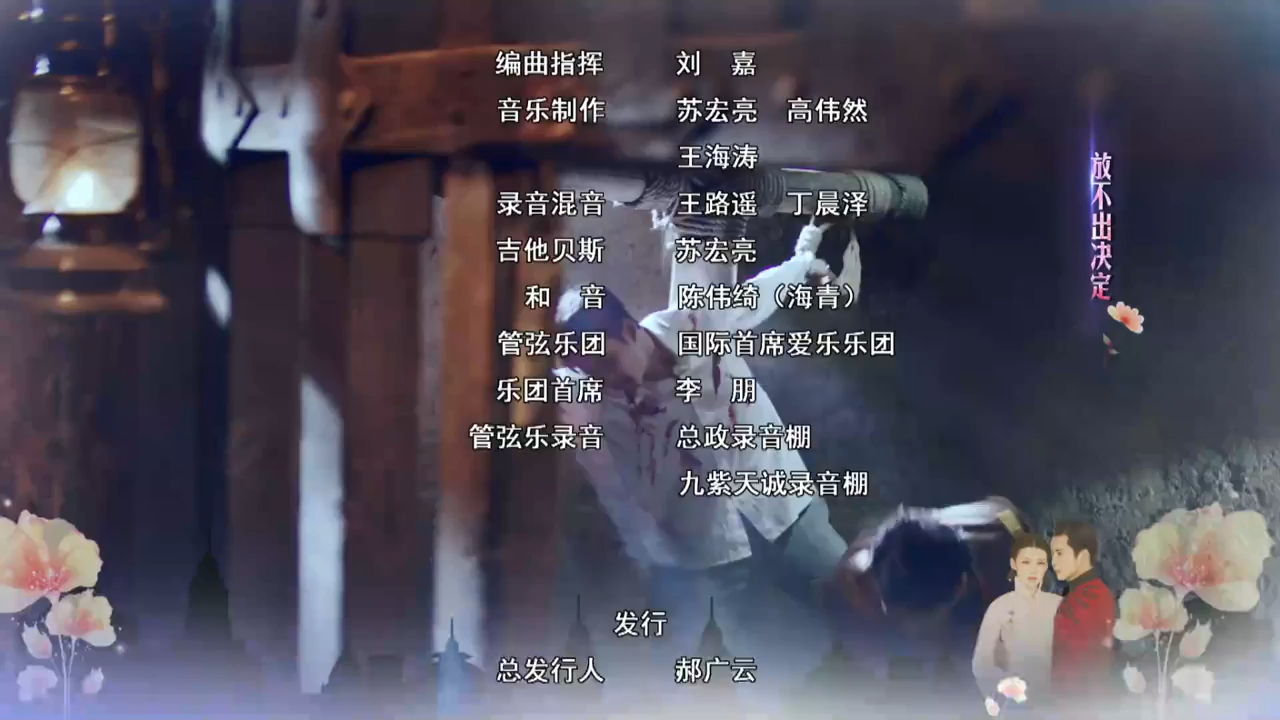 编曲指挥 刘 嘉
音乐制作 苏宏亮 高伟然
王海涛
录音混音 王路遥 丁晨泽
吉他贝斯 苏宏亮
和 音 陈伟绮（海青）
管弦乐团 国际首席爱乐乐团
乐团首席 李 朋
管弦乐录音 总政录音棚
九紫天诚录音棚
发行
总发行人 郝广云
放不出决定